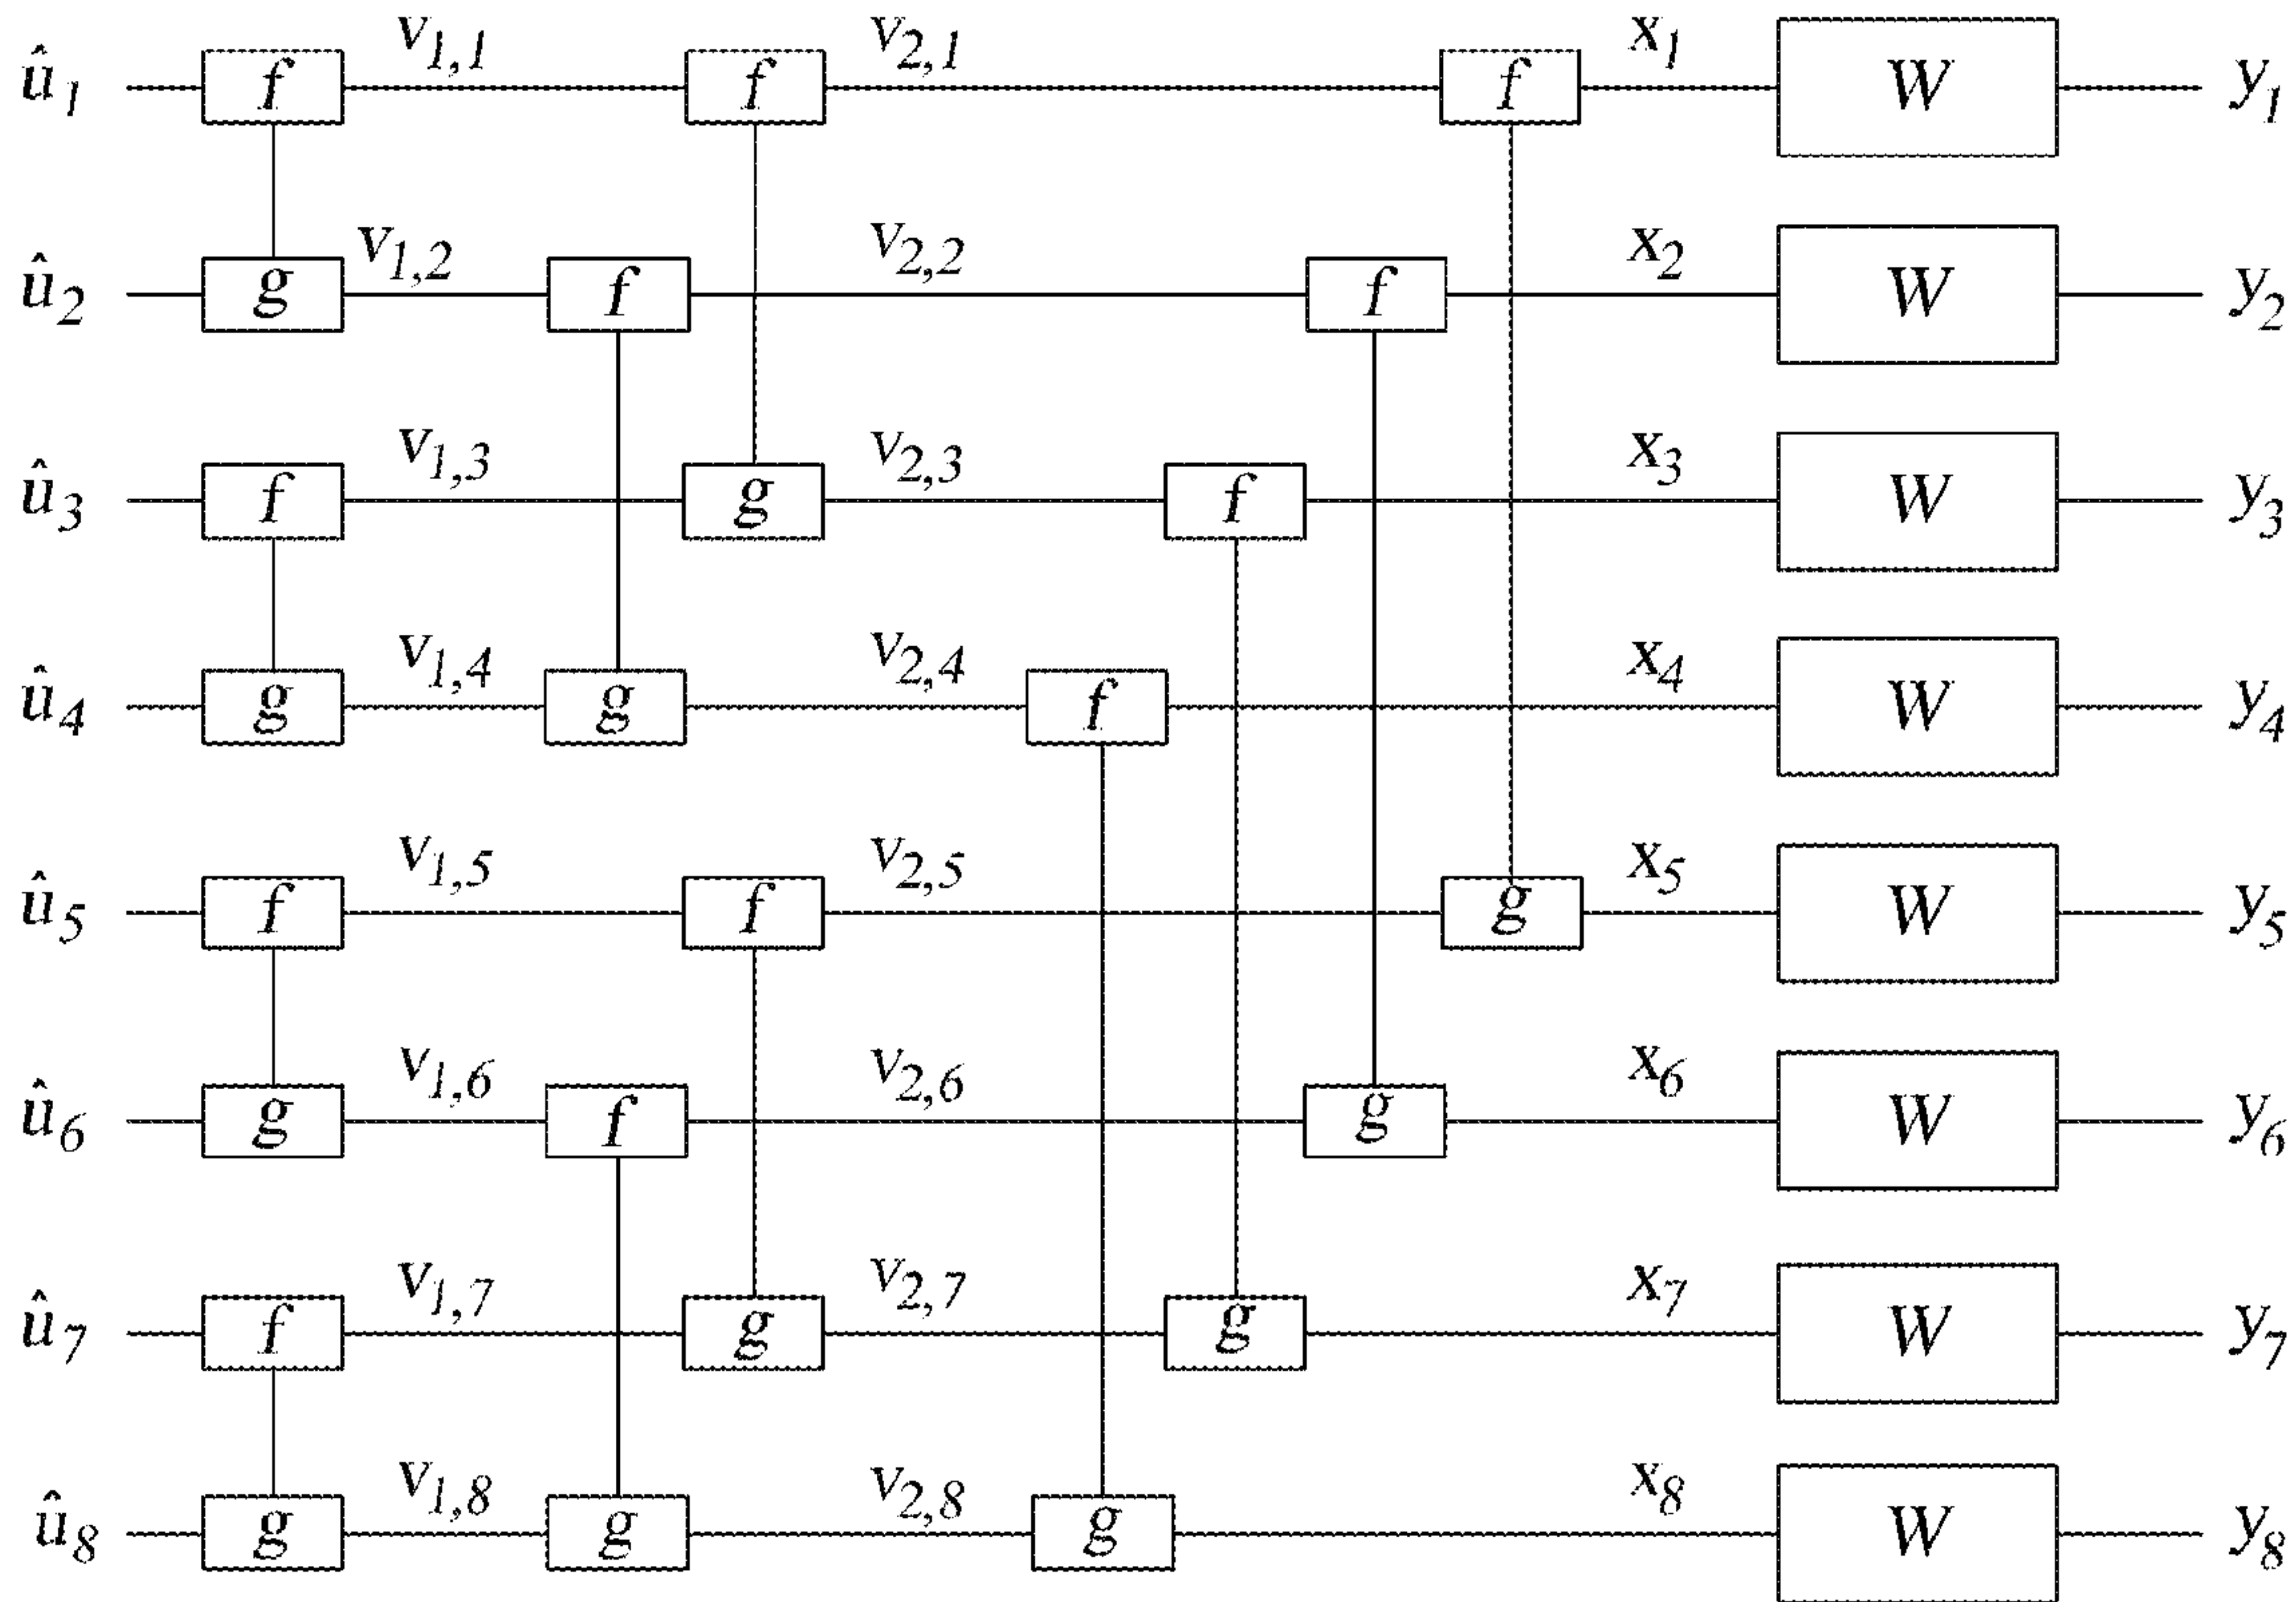 û₁ f v₁,₁ f v₂,₁ f x₁ W y₁
û₂ g v₁,₂ f v₂,₂ f x₂ W y₂
û₃ f v₁,₃ g v₂,₃ f x₃ W y₃
û₄ g v₁,₄ g v₂,₄ f x₄ W y₄
û₅ f v₁,₅ f v₂,₅ g x₅ W y₅
û₆ g v₁,₆ f v₂,₆ g x₆ W y₆
û₇ f v₁,₇ g v₂,₇ g x₇ W y₇
û₈ g v₁,₈ g v₂,₈ g x₈ W y₈